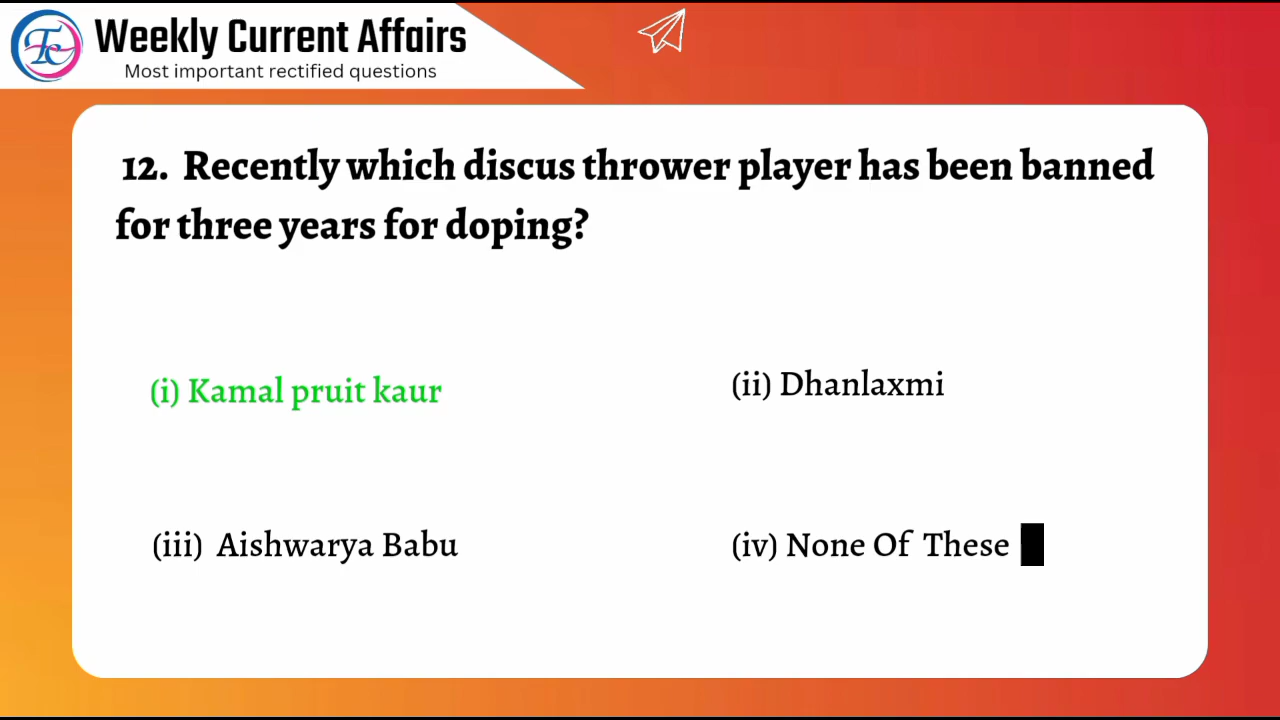 Weekly Current Affairs
Most important rectified questions
12. Recently which discus thrower player has been banned
for three years for doping?
(i) Kamal pruit kaur
(ii) Dhanlaxmi
(iii) Aishwarya Babu
(iv) None Of These